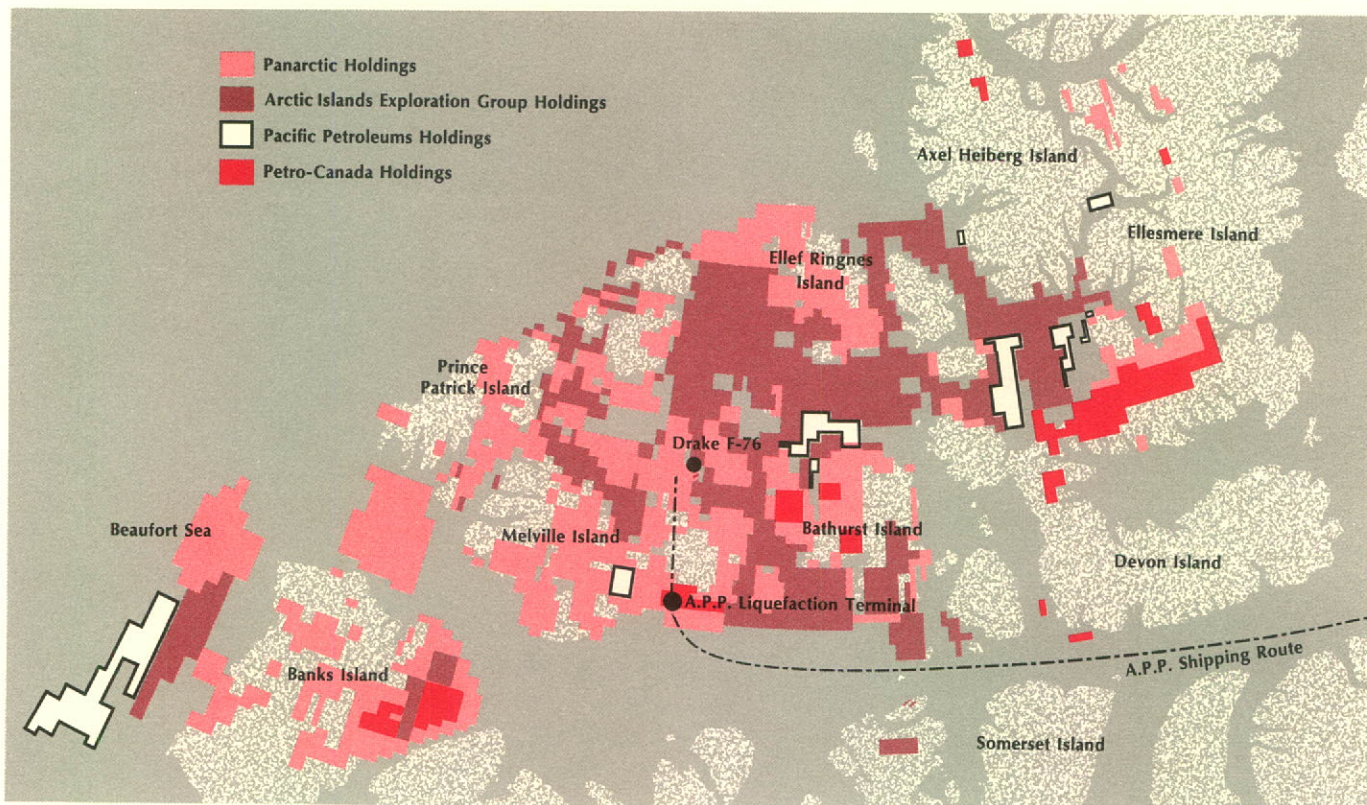 Panarctic Holdings
Arctic Islands Exploration Group Holdings
Pacific Petroleums Holdings
Petro-Canada Holdings
Axel Heiberg Island
Ellesmere Island
Ellef Ringnes
Island
Prince
Patrick Island
Drake F-76
Beaufort Sea
Melville Island
Bathurst Island
Devon Island
A.P.P. Liquefaction Terminal
A.P.P. Shipping Route
Banks Island
Somerset Island